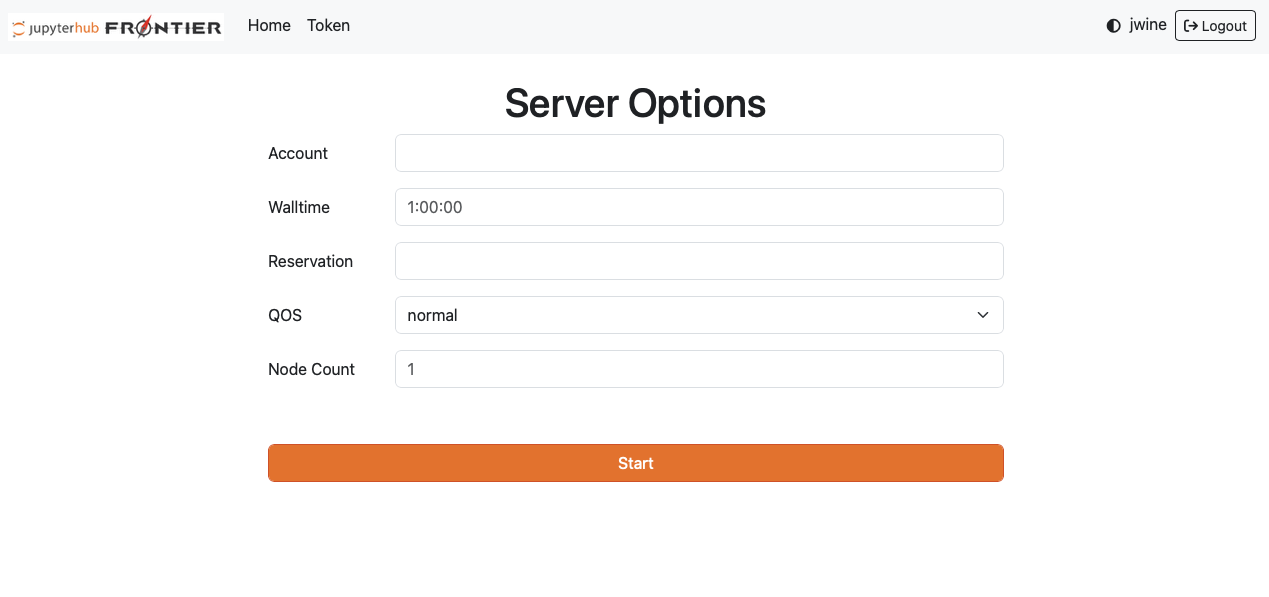 jupyterhub FRONTIER Home Token jwine Logout
Server Options
Account
Walltime 1:00:00
Reservation
QOS normal
Node Count 1
Start